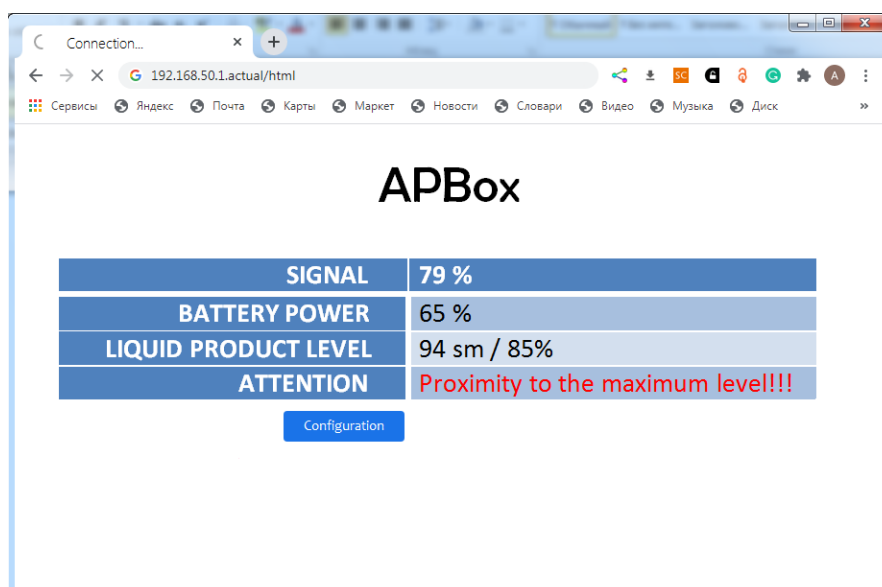 Connection...
192.168.50.1.actual/html
SC
A
Сервисы Яндекс Почта Карты Маркет Новости Словари Видео Музыка Диск »
APBox
SIGNAL 79 %
BATTERY POWER 65 %
LIQUID PRODUCT LEVEL 94 sm / 85%
ATTENTION Proximity to the maximum level!!!
Configuration